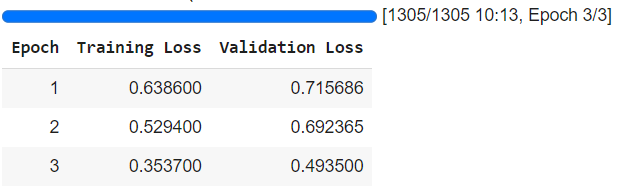 [1305/1305 10:13, Epoch 3/3]
Epoch Training Loss Validation Loss
1 0.638600 0.715686
2 0.529400 0.692365
3 0.353700 0.493500